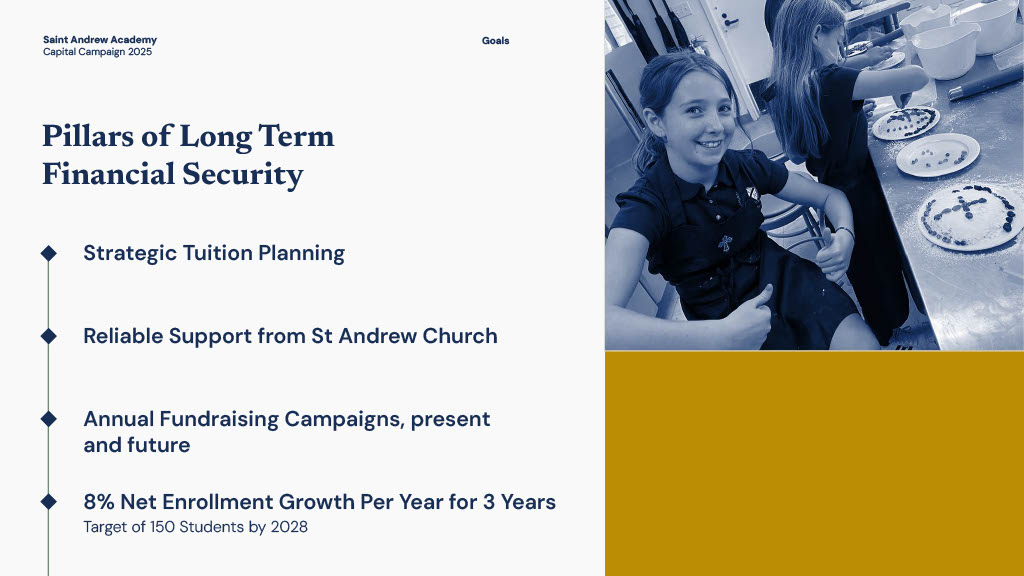 Saint Andrew Academy
Capital Campaign 2025
Goals
Pillars of Long Term
Financial Security
Strategic Tuition Planning
Reliable Support from St Andrew Church
Annual Fundraising Campaigns, present
and future
8% Net Enrollment Growth Per Year for 3 Years
Target of 150 Students by 2028